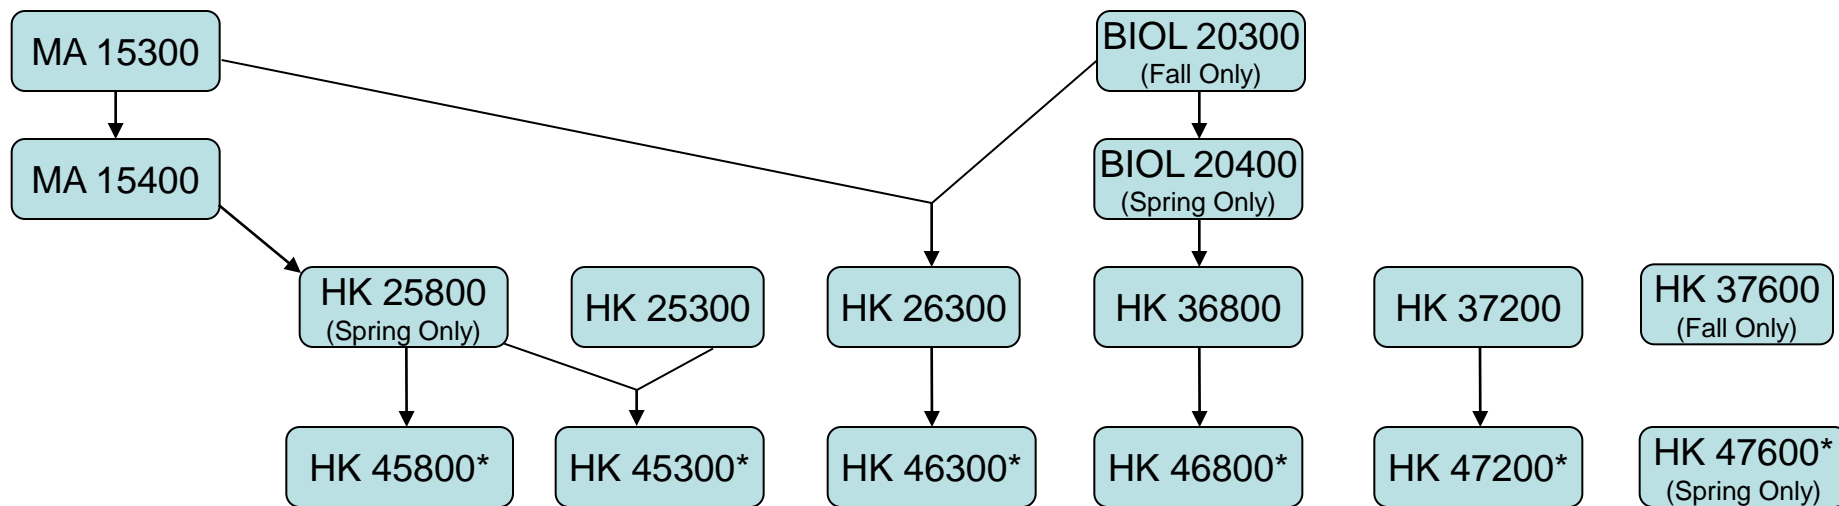 MA 15300
BIOL 20300
(Fall Only)
MA 15400
BIOL 20400
(Spring Only)
HK 25800
(Spring Only)
HK 25300
HK 26300
HK 36800
HK 37200
HK 37600
(Fall Only)
HK 45800*
HK 45300*
HK 46300*
HK 46800*
HK 47200*
HK 47600*
(Spring Only)